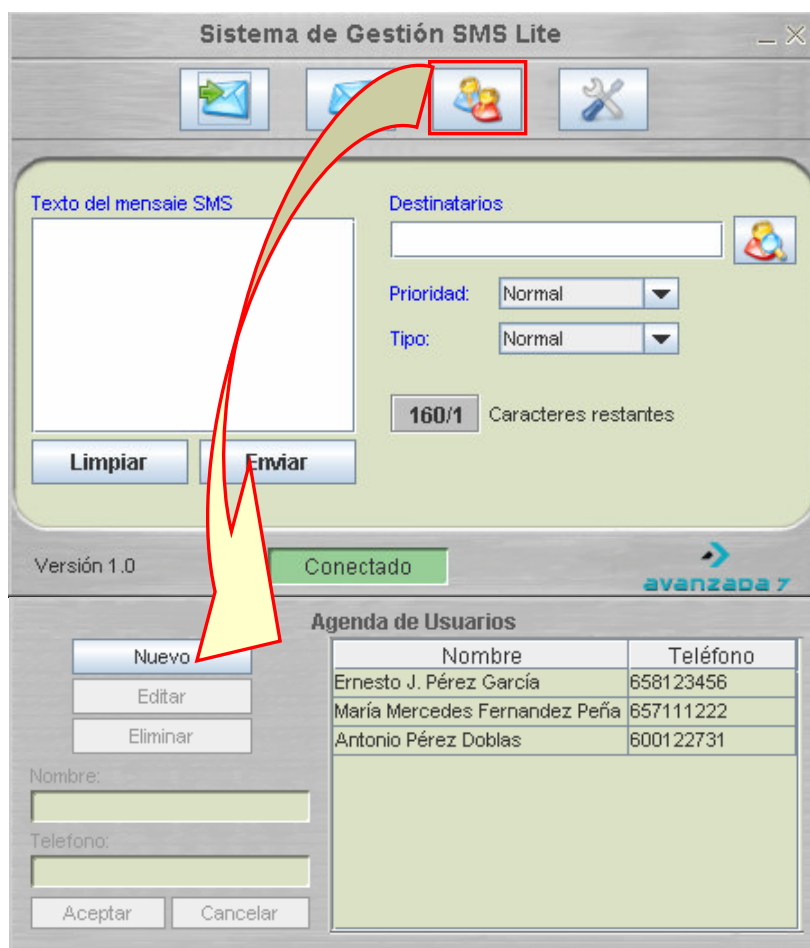 Sistema de Gestión SMS Lite
Texto del mensaje SMS
Destinatarios
Prioridad: Normal
Tipo: Normal
160/1 Caracteres restantes
Limpiar Enviar
Versión 1.0 Conectado avanzada 7
Agenda de Usuarios
Nuevo
Editar
Eliminar
Nombre:
Telefono:
Aceptar Cancelar
Nombre Teléfono
Ernesto J. Pérez García 658123456
María Mercedes Fernandez Peña 657111222
Antonio Pérez Doblas 600122731